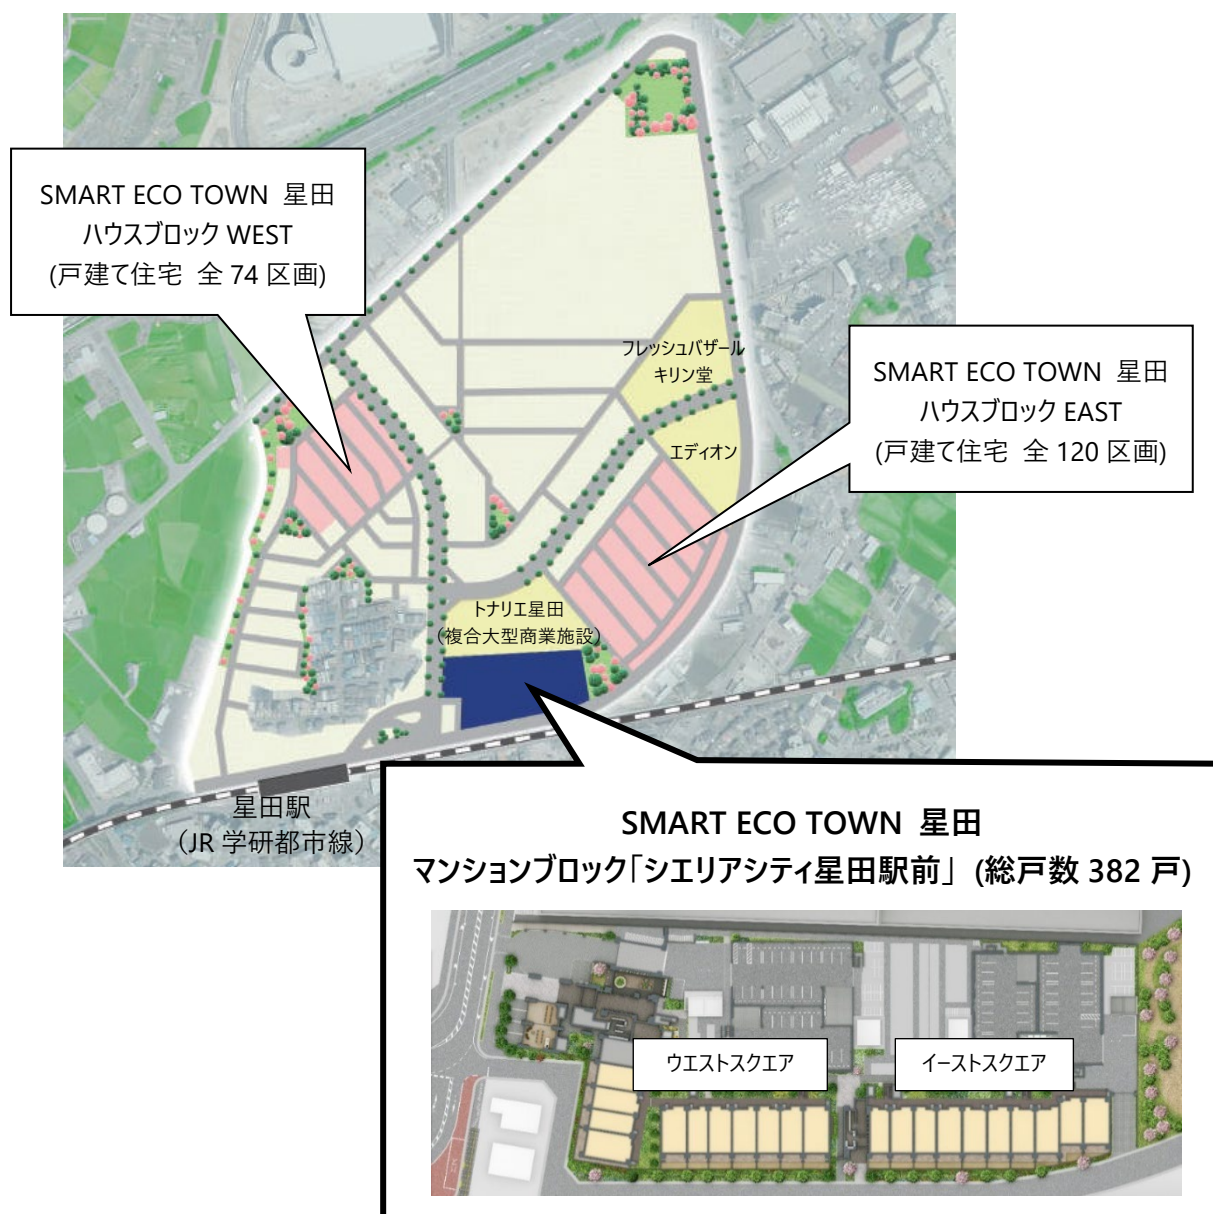 SMART ECO TOWN 星田
ハウスブロック WEST
(戸建て住宅 全 74 区画)
フレッシュバザール
キリン堂
エディオン
SMART ECO TOWN 星田
ハウスブロック EAST
(戸建て住宅 全 120 区画)
トナリエ星田
(複合大型商業施設)
星田駅
(JR 学研都市線)
SMART ECO TOWN 星田
マンションブロック「シエリアシティ星田駅前」 (総戸数 382 戸)
ウエストスクエア
イーストスクエア